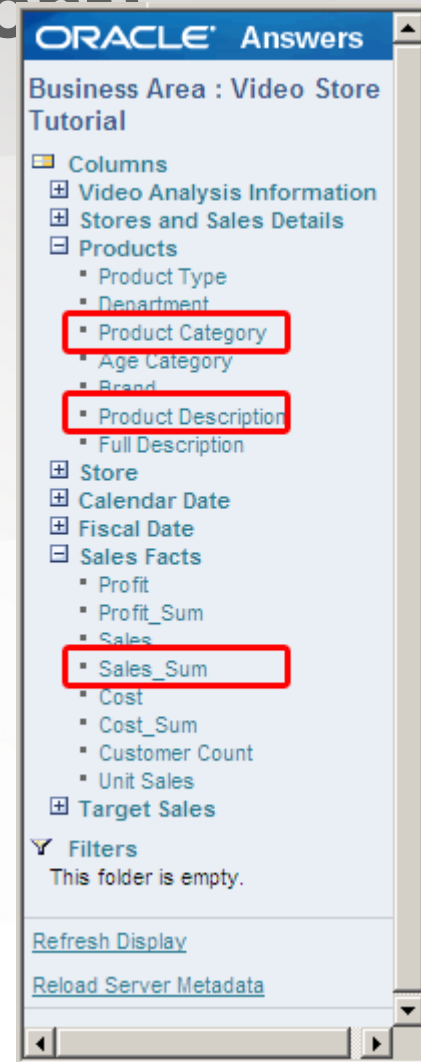 ORACLE Answers
Business Area : Video Store
Tutorial
Columns
Video Analysis Information
Stores and Sales Details
Products
Product Type
Department
Product Category
Age Category
Brand
Product Description
Full Description
Store
Calendar Date
Fiscal Date
Sales Facts
Profit
Profit_Sum
Sales
Sales_Sum
Cost
Cost_Sum
Customer Count
Unit Sales
Target Sales
Filters
This folder is empty.
Refresh Display
Reload Server Metadata